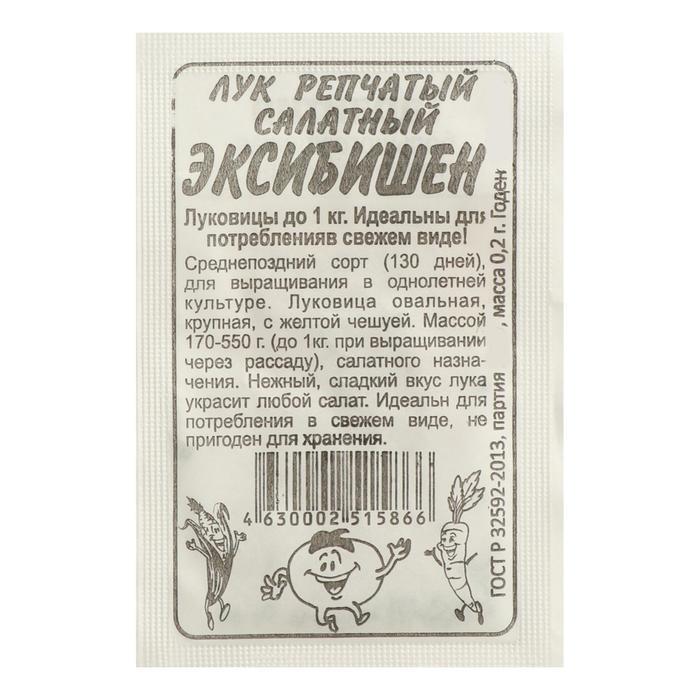 ЛУК РЕПЧАТЫЙ
САЛАТНЫЙ
ЭКСИБИШЕН
Луковицы до 1 кг. Идеальны для
потребленияв свежем виде!
Среднепоздний сорт (130 дней),
для выращивания в однолетней
культуре. Луковица овальная,
крупная, с желтой чешуей. Массой
170-550 г. (до 1кг. при выращивании
через рассаду), салатного назна-
чения. Нежный, сладкий вкус лука
украсит любой салат. Идеальн для
потребления в свежем виде, не
пригоден для хранения.
4 630002 515866
ГОСТ Р 32592-2013, партия , масса 0,2 г. Годен